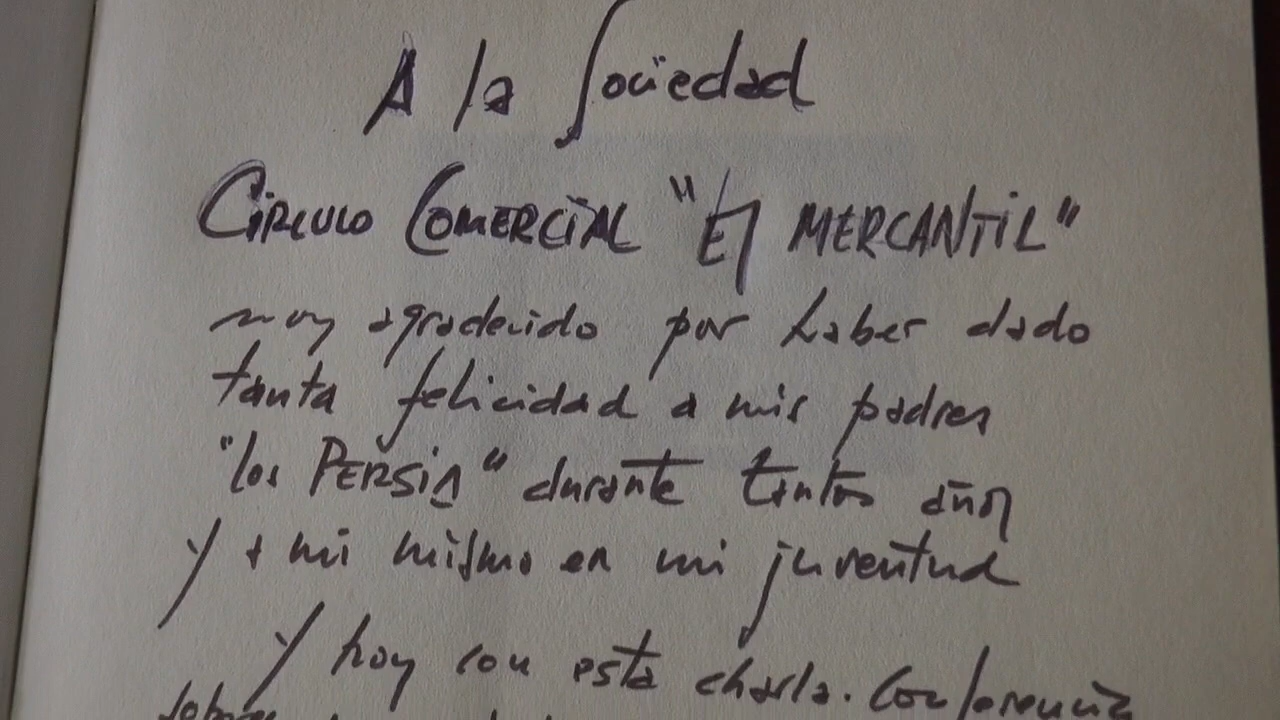 A la Sociedad
CIRCULO COMERCIAL "El MERCANTIL"
muy agradecido por haber dado
tanta felicidad a mis padres
"los PERSIA" durante tantos años
y a mi mismo en mi juventud
Y hoy con esta charla. Conferencia
sobre